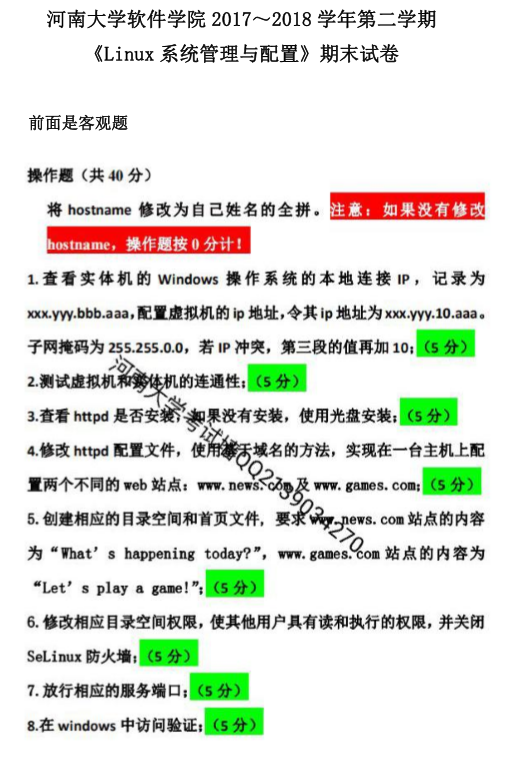 河南大学软件学院 2017～2018 学年第二学期
《Linux 系统管理与配置》期末试卷
前面是客观题
操作题（共 40 分）
将 hostname 修改为自己姓名的全拼。注意：如果没有修改
hostname，操作题按 0 分计！
1.查看实体机的 Windows 操作系统的本地连接 IP，记录为
xxx.yyy.bbb.aaa,配置虚拟机的 ip 地址,令其 ip 地址为 xxx.yyy.10.aaa。
子网掩码为 255.255.0.0，若 IP 冲突，第三段的值再加 10;（5 分）
2.测试虚拟机和实体机的连通性;（5 分）
3.查看 httpd 是否安装，如果没有安装，使用光盘安装;（5 分）
4.修改 httpd 配置文件，使用基于域名的方法，实现在一台主机上配
置两个不同的 web 站点：www.news.com 及 www.games.com;（5 分）
5.创建相应的目录空间和首页文件，要求 www.news.com 站点的内容
为“What's happening today?”, www.games.com 站点的内容为
“Let's play a game!”;（5 分）
6.修改相应目录空间权限，使其他用户具有读和执行的权限，并关闭
SeLinux 防火墙;（5 分）
7.放行相应的服务端口;（5 分）
8.在 windows 中访问验证;（5 分）